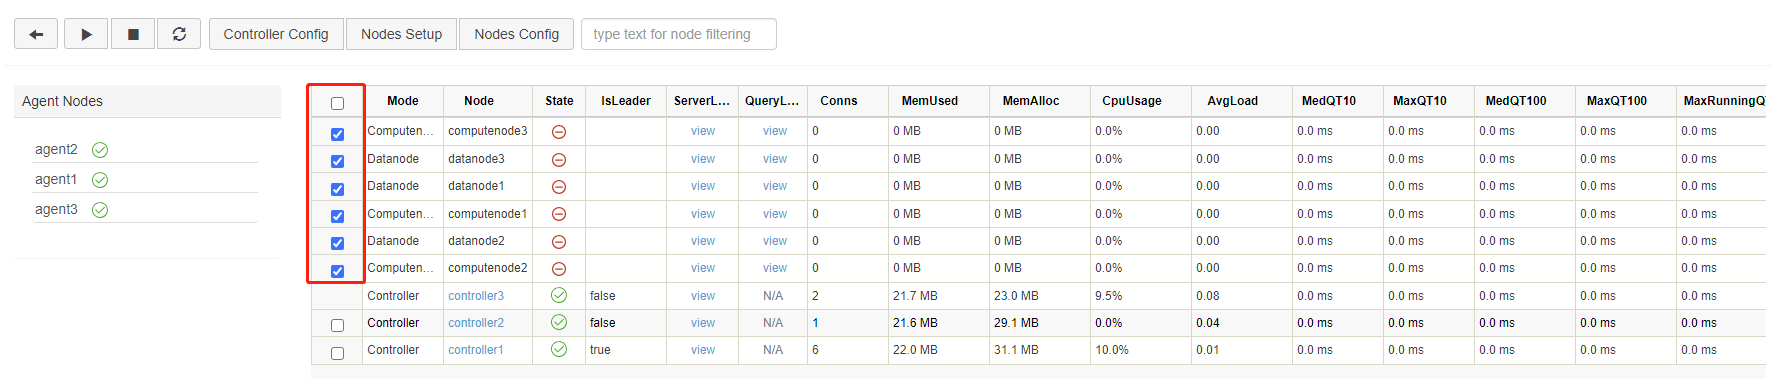 Controller Config Nodes Setup Nodes Config type text for node filtering
Agent Nodes
agent2
agent1
agent3
Mode Node State IsLeader ServerL... QueryL... Conns MemUsed MemAlloc CpuUsage AvgLoad MedQT10 MaxQT10 MedQT100 MaxQT100 MaxRunningQ
Computen... computenode3 view view 0 0 MB 0 MB 0.0% 0.00 0.0 ms 0.0 ms 0.0 ms 0.0 ms 0.0 ms
Datanode datanode3 view view 0 0 MB 0 MB 0.0% 0.00 0.0 ms 0.0 ms 0.0 ms 0.0 ms 0.0 ms
Datanode datanode1 view view 0 0 MB 0 MB 0.0% 0.00 0.0 ms 0.0 ms 0.0 ms 0.0 ms 0.0 ms
Computen... computenode1 view view 0 0 MB 0 MB 0.0% 0.00 0.0 ms 0.0 ms 0.0 ms 0.0 ms 0.0 ms
Datanode datanode2 view view 0 0 MB 0 MB 0.0% 0.00 0.0 ms 0.0 ms 0.0 ms 0.0 ms 0.0 ms
Computen... computenode2 view view 0 0 MB 0 MB 0.0% 0.00 0.0 ms 0.0 ms 0.0 ms 0.0 ms 0.0 ms
Controller controller3 false view N/A 2 21.7 MB 23.0 MB 9.5% 0.08 0.0 ms 0.0 ms 0.0 ms 0.0 ms 0.0 ms
Controller controller2 false view N/A 1 21.6 MB 29.1 MB 0.0% 0.04 0.0 ms 0.0 ms 0.0 ms 0.0 ms 0.0 ms
Controller controller1 true view N/A 6 22.0 MB 31.1 MB 10.0% 0.01 0.0 ms 0.0 ms 0.0 ms 0.0 ms 0.0 ms